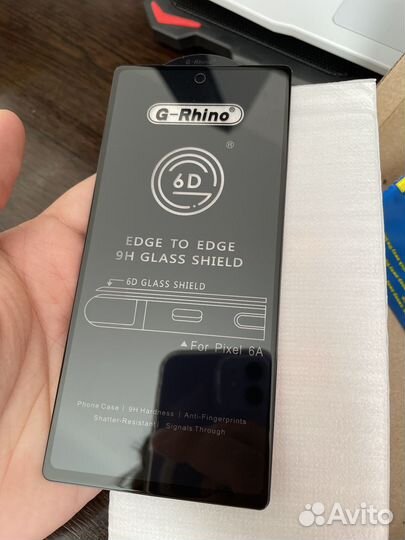 G-Rhino®
G-Rhino®
6D
®
EDGE TO EDGE
9H GLASS SHIELD
6D GLASS SHIELD
▲For Pixel 6A
Phone Case | 9H Hardness | Anti-Fingerprints
Shatter-Resistant | Signals Through
Avito